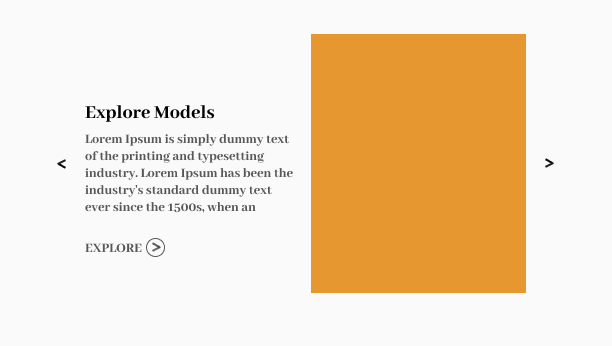 Explore Models
Lorem Ipsum is simply dummy text
of the printing and typesetting
industry. Lorem Ipsum has been the
industry's standard dummy text
ever since the 1500s, when an
< >
EXPLORE >